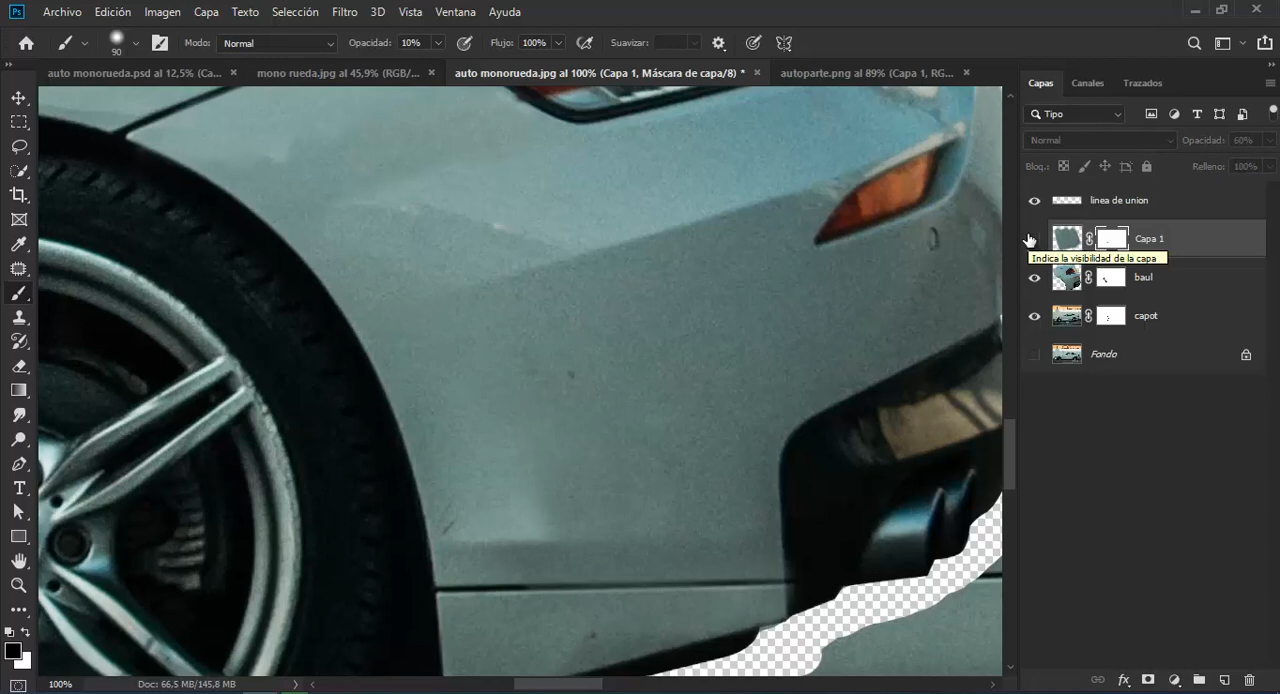 Ps Archivo Edición Imagen Capa Texto Selección Filtro 3D Vista Ventana Ayuda
90 Modo: Normal Opacidad: 10% Flujo: 100% Suavizar:
auto monorueda.psd al 12,5% (Ca... × mono rueda.jpg al 45,9% (RGB/... × auto monorueda.jpg al 100% (Capa 1, Máscara de capa/8) * × autoparte.png al 89% (Capa 1, RG... ×
Capas Canales Trazados
Tipo
Normal Opacidad: 60%
Bloq.: Relleno: 100%
linea de union
Capa 1
Indica la visibilidad de la capa
baul
capot
Fondo
100% Doc: 66,5 MB/145,8 MB